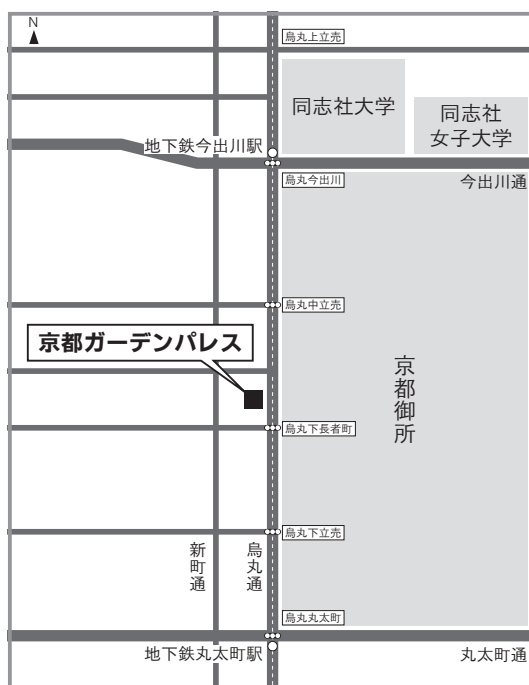 N
烏丸上立売
同志社大学
同志社
女子大学
地下鉄今出川駅
烏丸今出川
今出川通
烏丸中立売
京都ガーデンパレス
京都御所
烏丸下長者町
烏丸下立売
新町通
烏丸通
烏丸丸太町
地下鉄丸太町駅
丸太町通